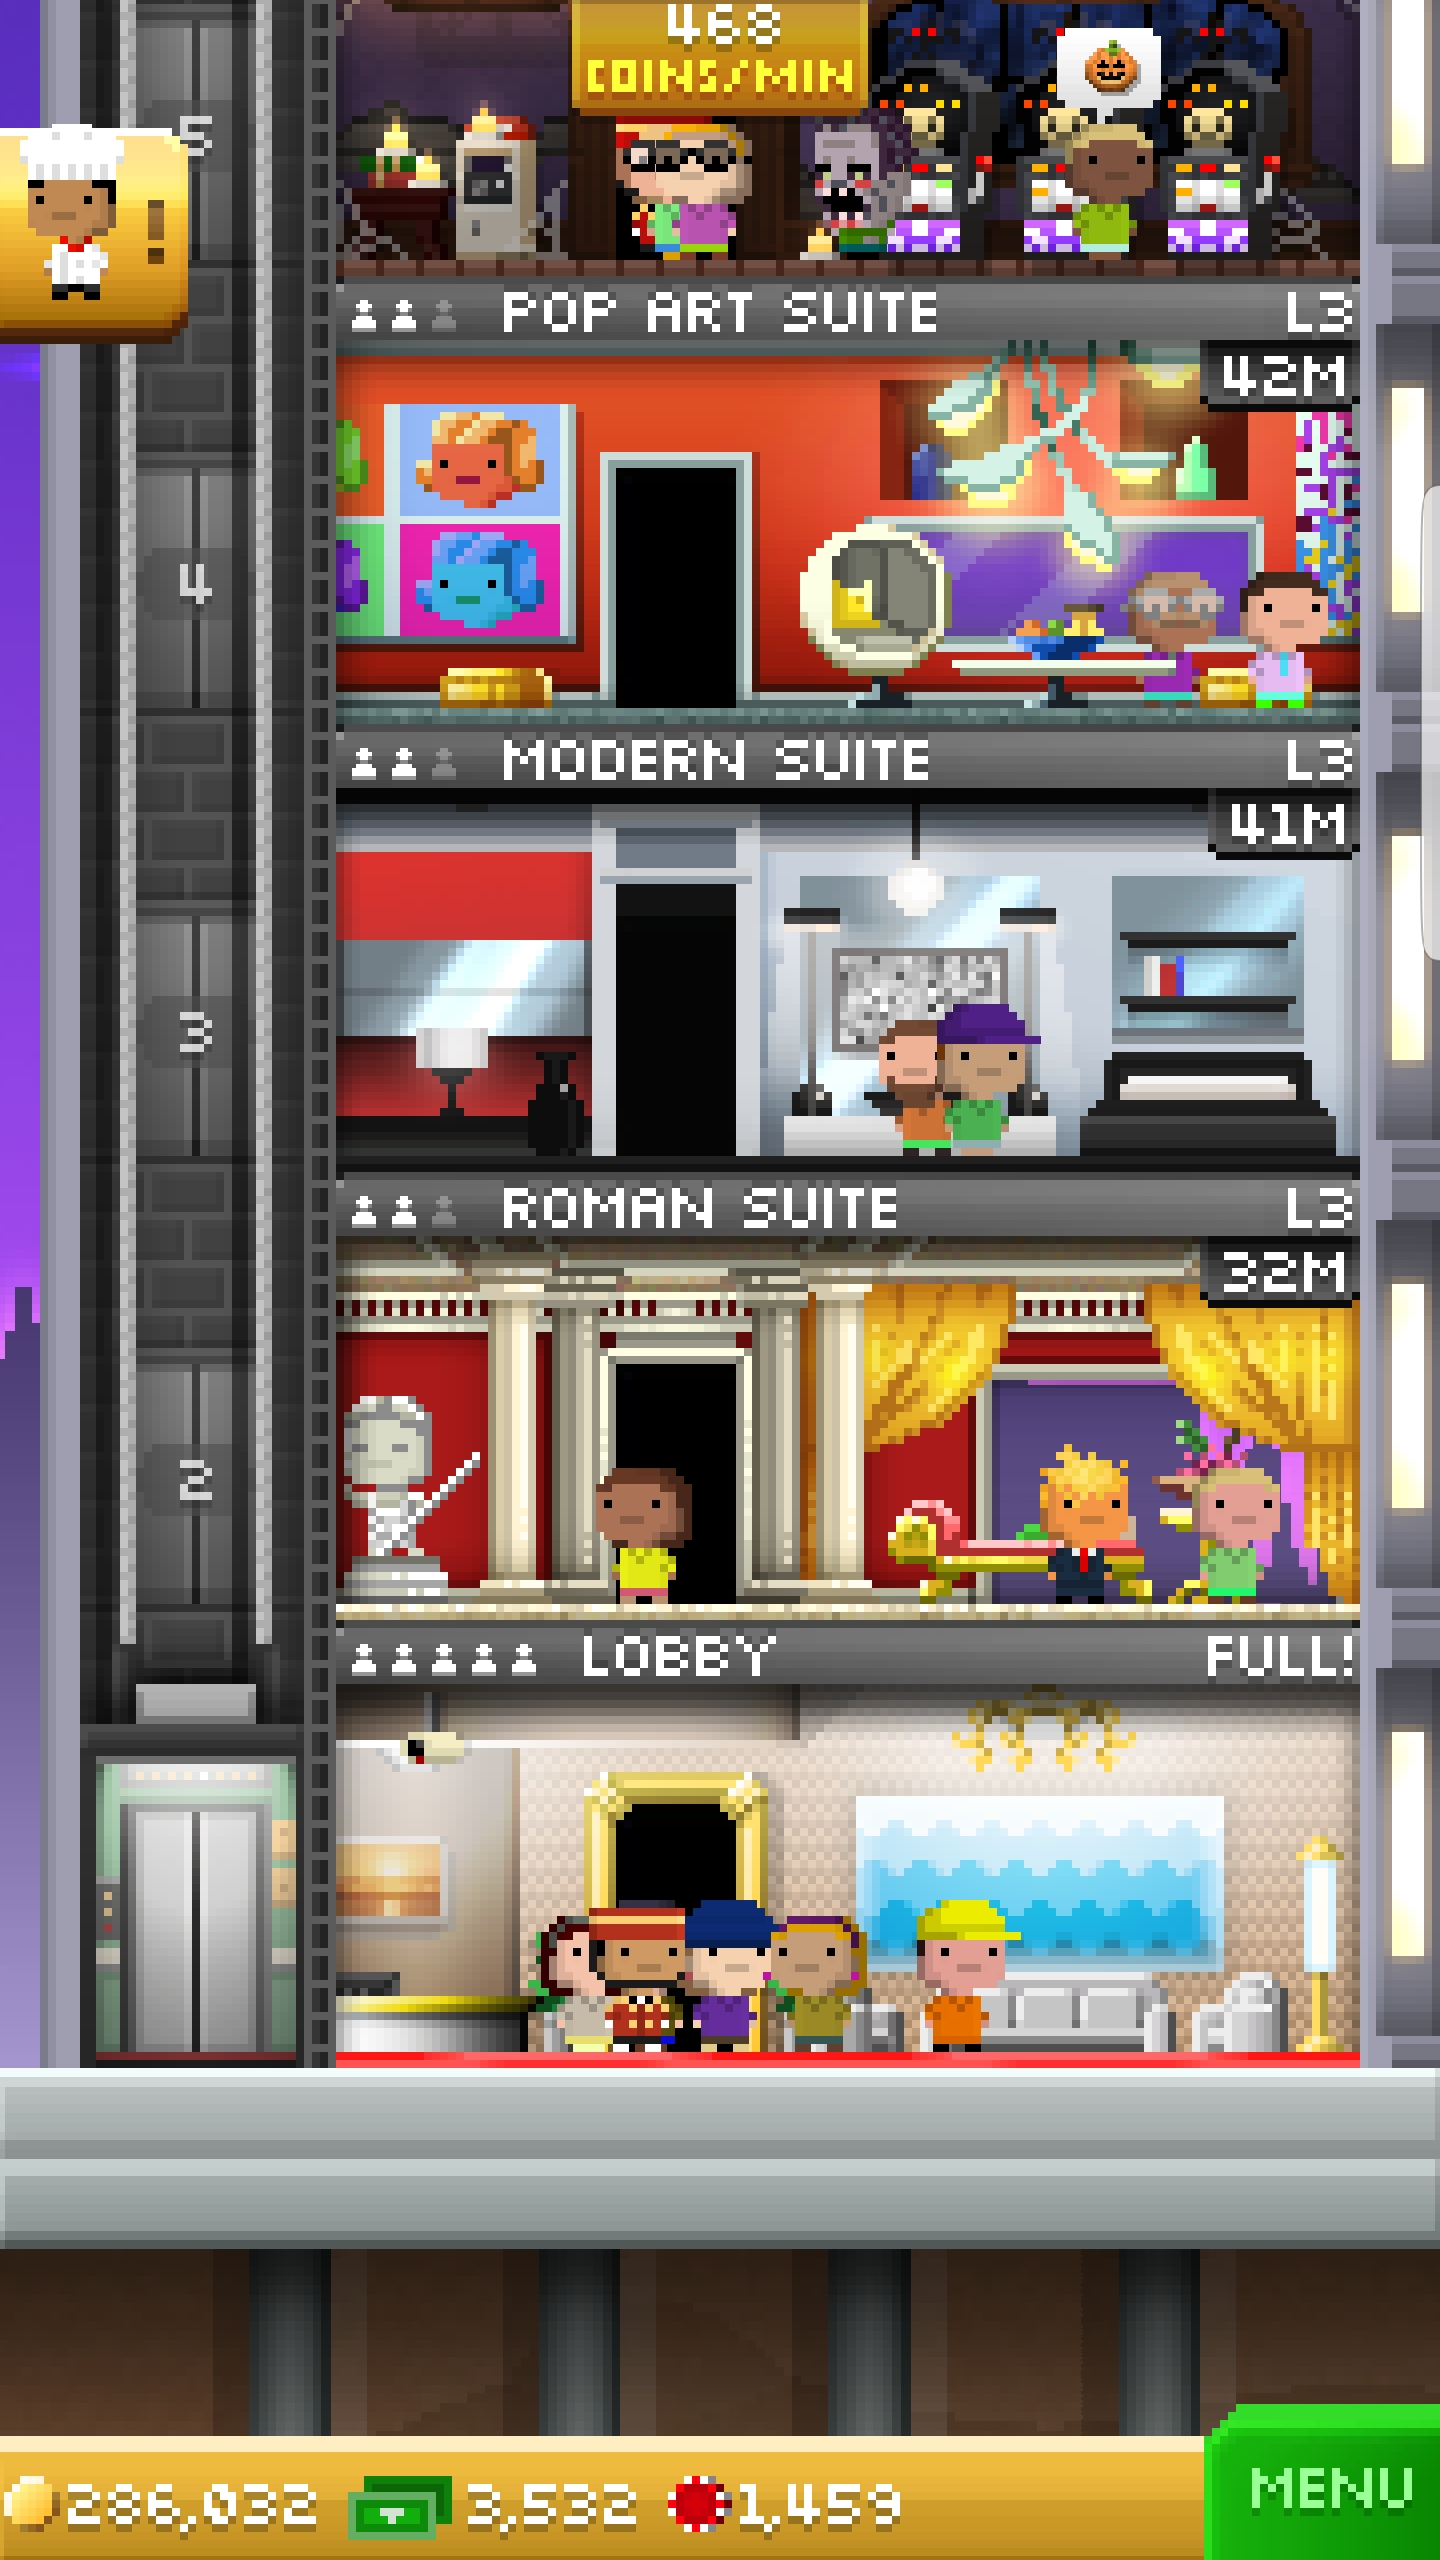 468
COINS/MIN
5
!
POP ART SUITE L3
42M
4
MODERN SUITE L3
41M
3
ROMAN SUITE L3
32M
2
LOBBY FULL!
286,032 3,532 1,459
MENU